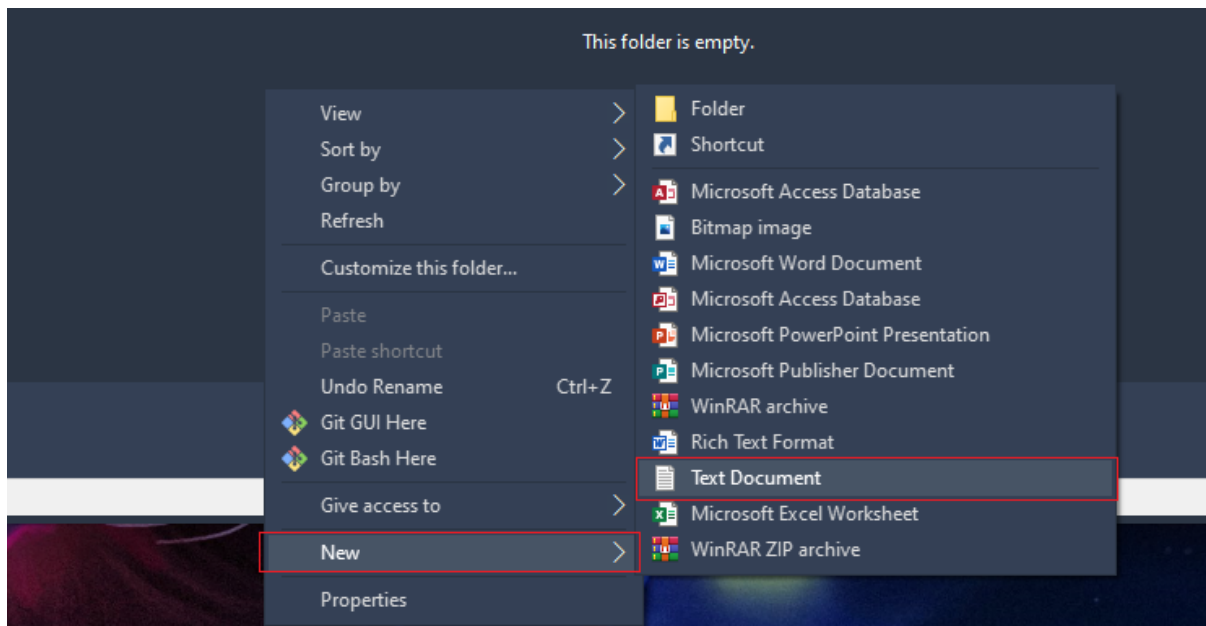 This folder is empty.
View
Sort by
Group by
Refresh
Customize this folder...
Paste
Paste shortcut
Undo Rename Ctrl+Z
Git GUI Here
Git Bash Here
Give access to
New
Properties
Folder
Shortcut
Microsoft Access Database
Bitmap image
Microsoft Word Document
Microsoft Access Database
Microsoft PowerPoint Presentation
Microsoft Publisher Document
WinRAR archive
Rich Text Format
Text Document
Microsoft Excel Worksheet
WinRAR ZIP archive